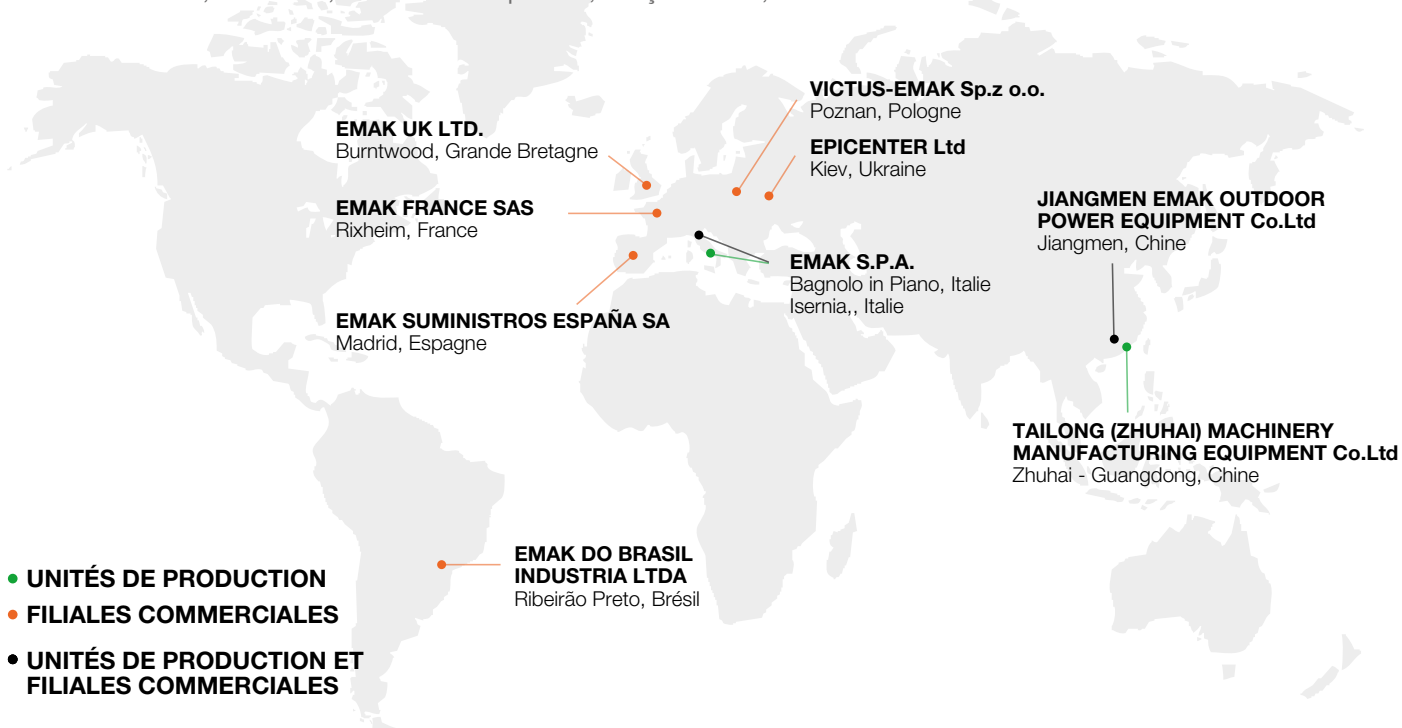 VICTUS-EMAK Sp.z o.o.
Poznan, Pologne
EMAK UK LTD.
Burntwood, Grande Bretagne
EPICENTER Ltd
Kiev, Ukraine
EMAK FRANCE SAS
Rixheim, France
JIANGMEN EMAK OUTDOOR
POWER EQUIPMENT Co.Ltd
Jiangmen, Chine
EMAK S.P.A.
Bagnolo in Piano, Italie
Isernia,, Italie
EMAK SUMINISTROS ESPAÑA SA
Madrid, Espagne
TAILONG (ZHUHAI) MACHINERY
MANUFACTURING EQUIPMENT Co.Ltd
Zhuhai - Guangdong, Chine
EMAK DO BRASIL
INDUSTRIA LTDA
Ribeirão Preto, Brésil
UNITÉS DE PRODUCTION
FILIALES COMMERCIALES
UNITÉS DE PRODUCTION ET
FILIALES COMMERCIALES